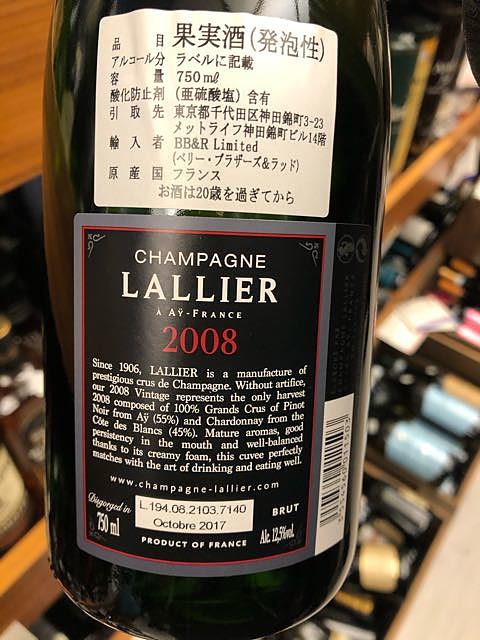 品 目 果実酒(発泡性)
アルコール分 ラベルに記載
容 量 750㎖
酸化防止剤 (亜硫酸塩) 含有
引 取 先 東京都千代田区神田錦町3-23
メットライフ神田錦町ビル14階
輸 入 者 BB&R Limited
(ベリー・ブラザーズ&ラッド)
原 産 国 フランス
お酒は20歳を過ぎてから
CHAMPAGNE
LALLIER
À AŸ-FRANCE
2008
Since 1906, LALLIER is a manufacture of
prestigious crus de Champagne. Without artifice,
our 2008 Vintage represents the only harvest
2008 composed of 100% Grands Crus of Pinot
Noir from Aÿ (55%) and Chardonnay from the
Côte des Blancs (45%). Mature aromas, good
persistency in the mouth and well-balanced
thanks to its creamy foam, this cuvee perfectly
matches with the art of drinking and eating well.
www.champagne-lallier.com
Disgorged in
L.194.08.2103.7140
Octobre 2017
BRUT
750 ml
Alc. 12,5%vol.
PRODUCT OF FRANCE